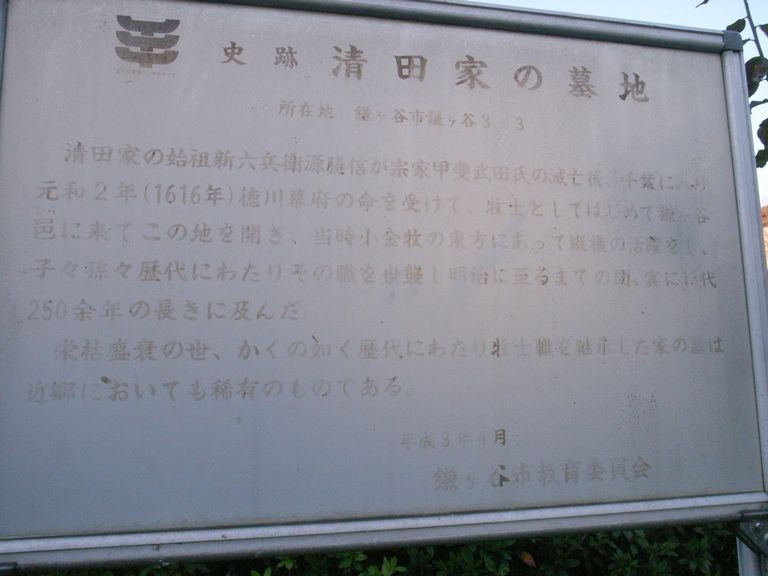 史跡 清田家の墓地
所在地 鎌ヶ谷市鎌ヶ谷3-3
清田家の始祖新六兵衛源勝信が宗家甲斐武田氏の滅亡後、千葉に入り
元和2年(1616年)徳川幕府の命を受けて、牧士としてはじめて鎌ヶ谷
邑に来てこの地を開き、当時小金牧の東方にあって縦横の活躍をし、
子々孫々歴代にわたりその職を世襲し明治に至るまでの間、実に 代
250余年の長きに及んだ。
栄枯盛衰の世、かくの如く歴代にわたり牧士職を継承した家の墓は
近郷においても稀有のものである。
平成3年4月
鎌ヶ谷市教育委員会